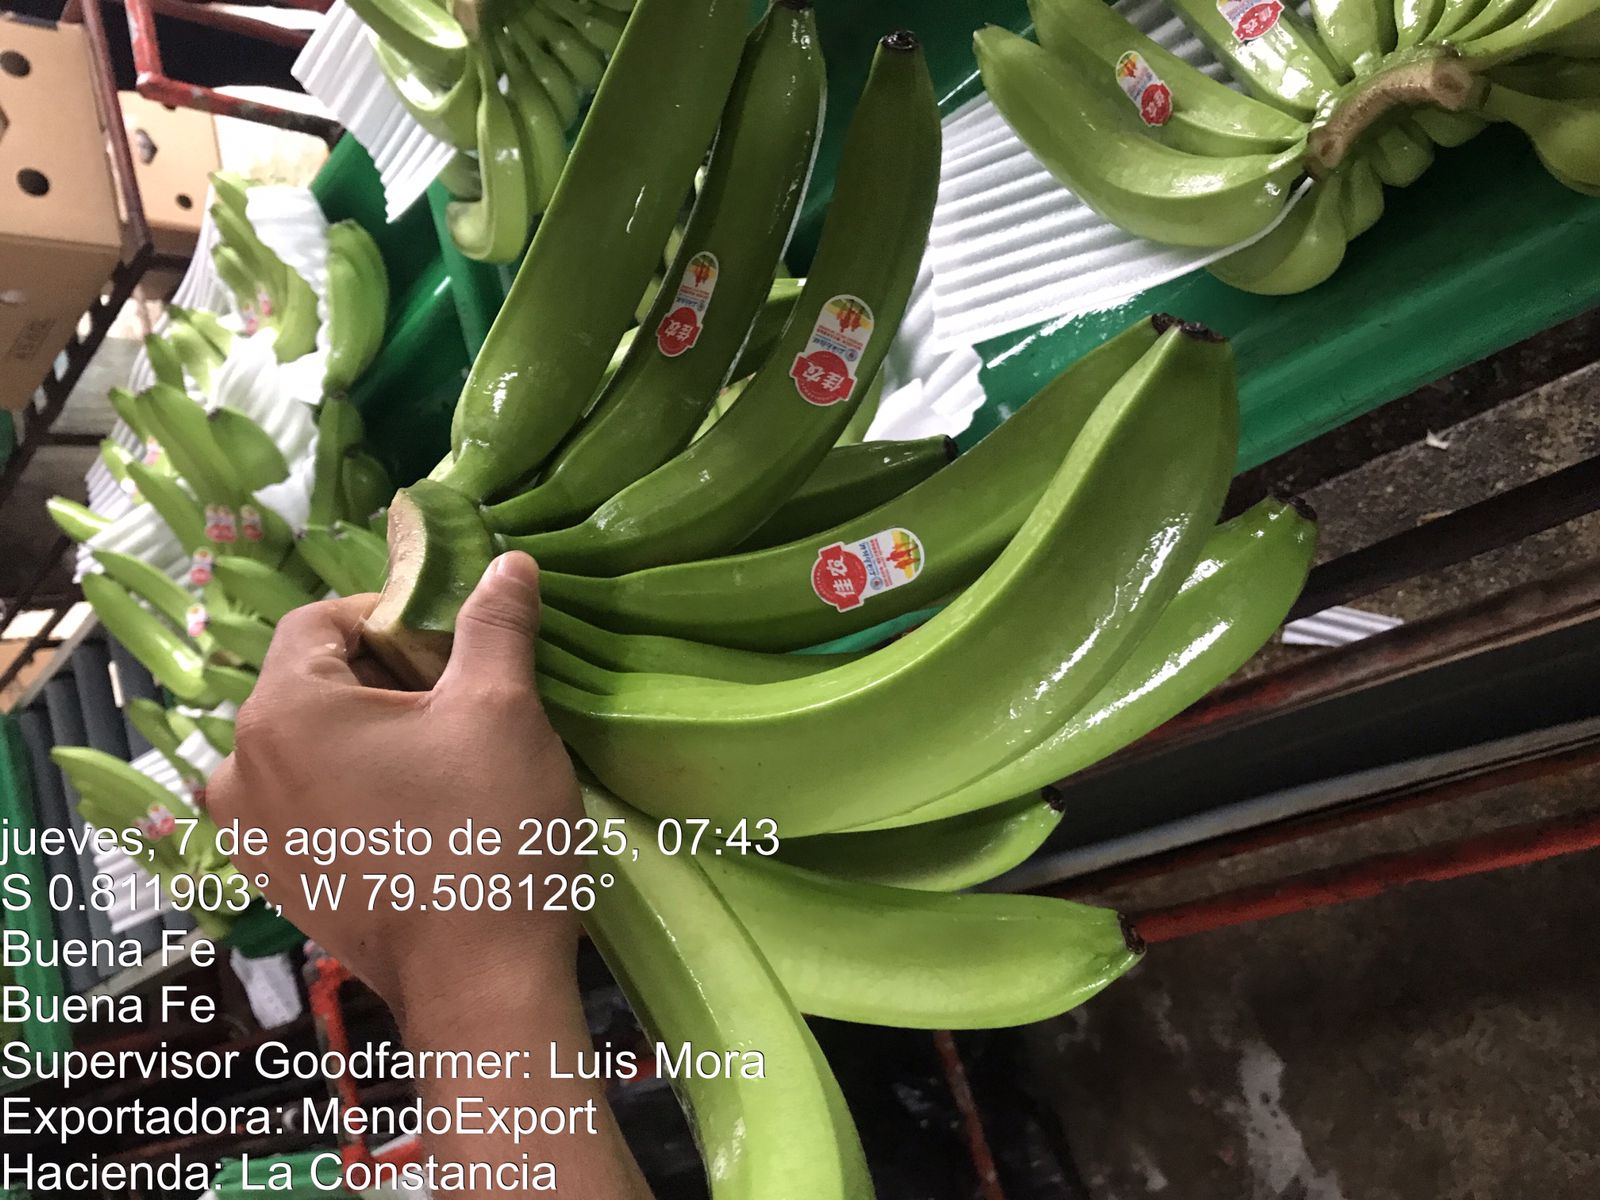 佳农
佳农
佳农
jueves, 7 de agosto de 2025, 07:43
S 0.811903°, W 79.508126°
Buena Fe
Buena Fe
Supervisor Goodfarmer: Luis Mora
Exportadora: MendoExport
Hacienda: La Constancia